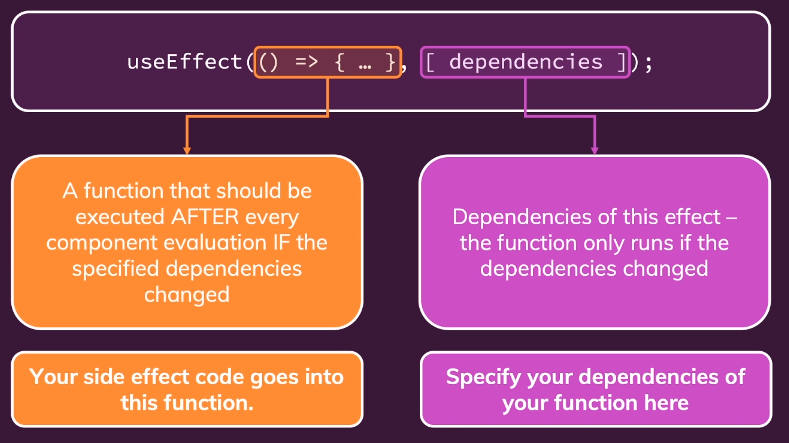 useEffect(() => { … }, [ dependencies ]);
A function that should be
executed AFTER every
component evaluation IF the
specified dependencies
changed
Dependencies of this effect –
the function only runs if the
dependencies changed
Your side effect code goes into
this function.
Specify your dependencies of
your function here